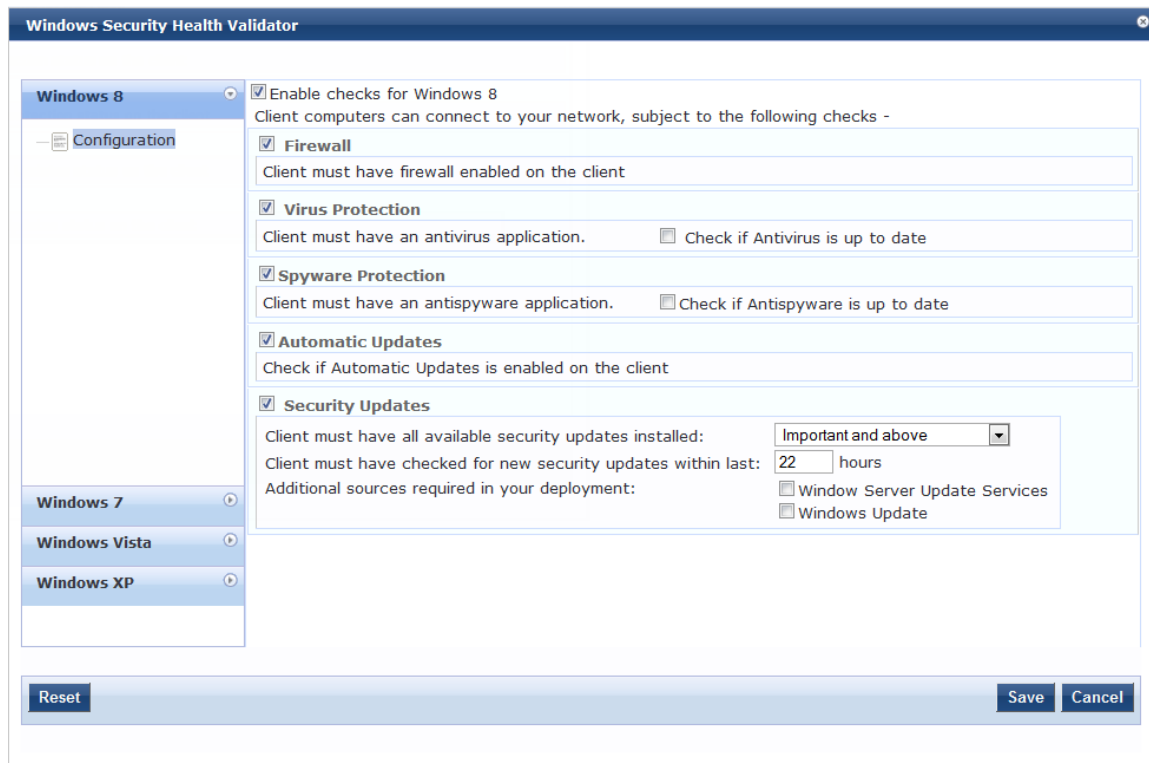 Windows Security Health Validator
Windows 8
Configuration
Windows 7
Windows Vista
Windows XP
Enable checks for Windows 8
Client computers can connect to your network, subject to the following checks -
Firewall
Client must have firewall enabled on the client
Virus Protection
Client must have an antivirus application. Check if Antivirus is up to date
Spyware Protection
Client must have an antispyware application. Check if Antispyware is up to date
Automatic Updates
Check if Automatic Updates is enabled on the client
Security Updates
Client must have all available security updates installed: Important and above
Client must have checked for new security updates within last: 22 hours
Additional sources required in your deployment: Window Server Update Services
Windows Update
Reset Save Cancel